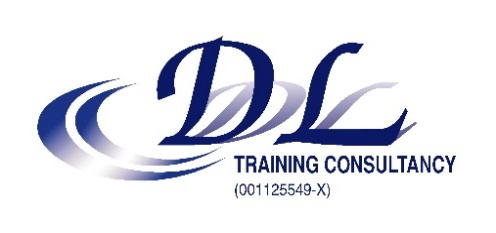 DL
TRAINING CONSULTANCY
(001125549-X)